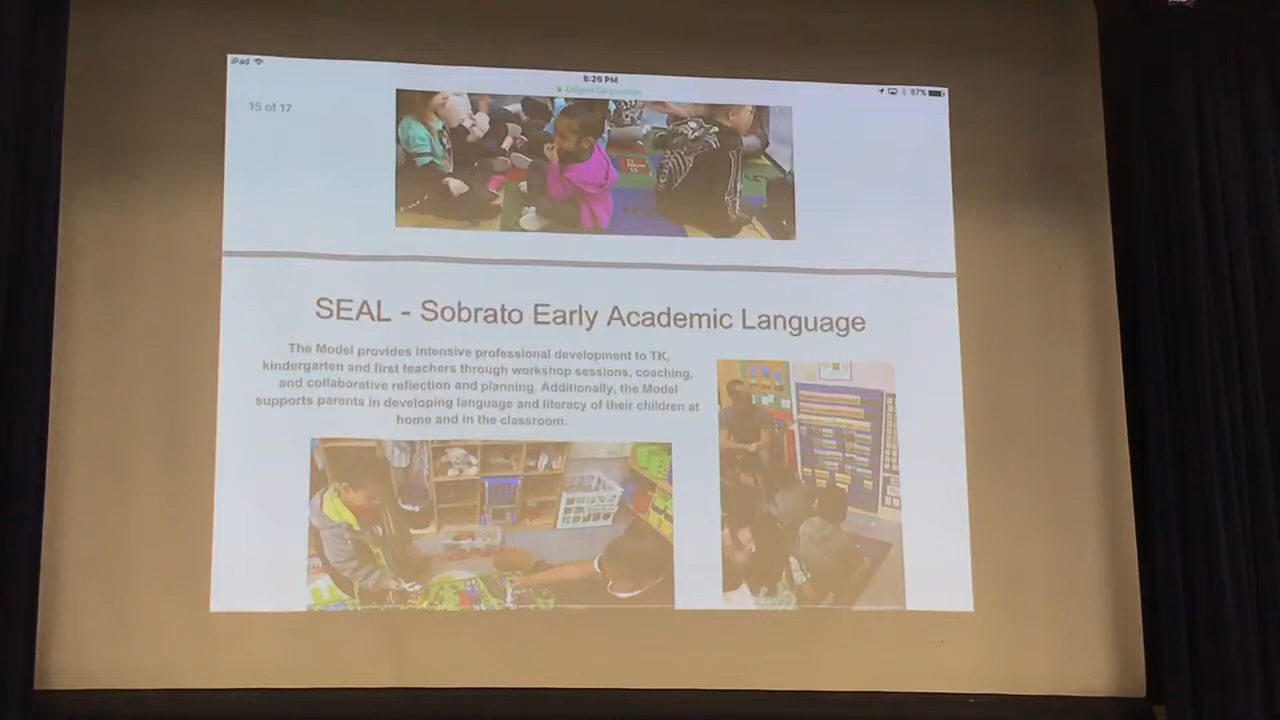 iPad
8:26 PM
87%
15 of 17
SEAL - Sobrato Early Academic Language
The Model provides intensive professional development to TK,
kindergarten and first teachers through workshop sessions, coaching,
and collaborative reflection and planning. Additionally, the Model
supports parents in developing language and literacy of their children at
home and in the classroom.